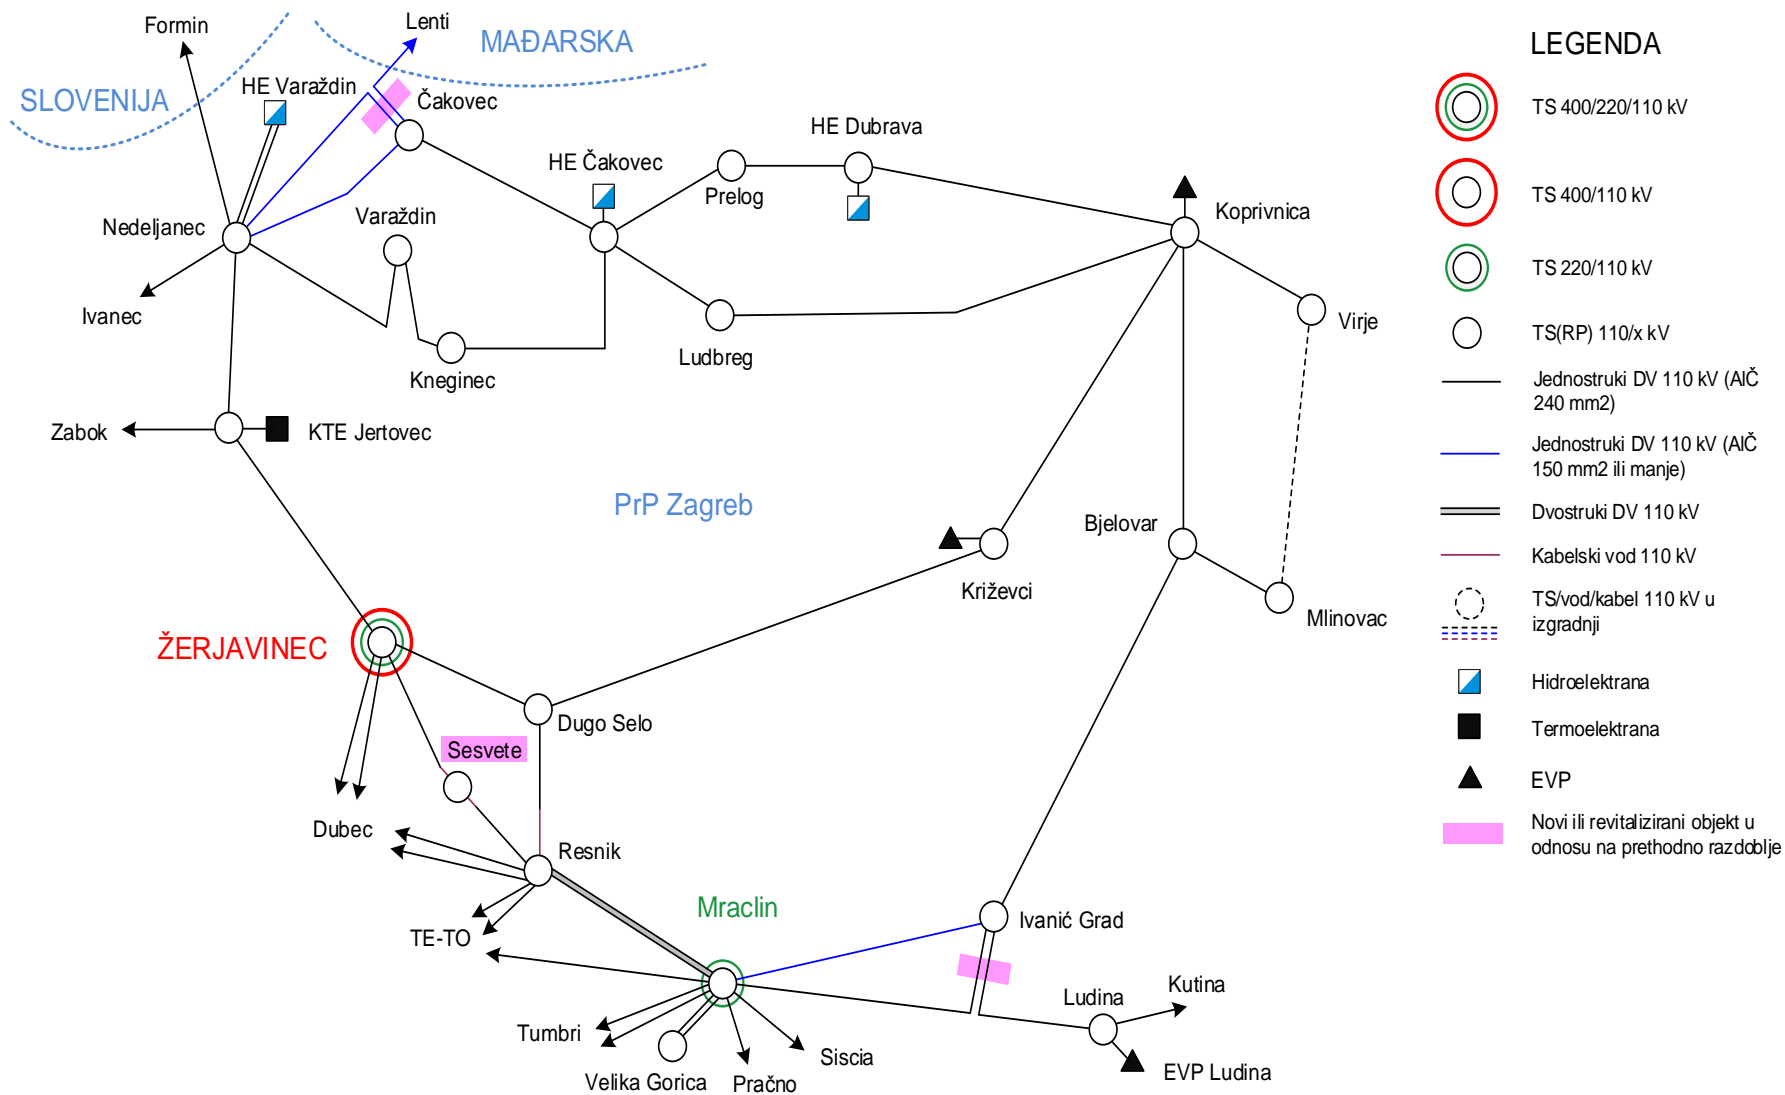 Formin
Lenti
MAĐARSKA
SLOVENIJA
HE Varaždin
Čakovec
HE Dubrava
HE Čakovec
Prelog
Koprivnica
Varaždin
Nedeljanec
Ivanec
Virje
Ludbreg
Kneginec
Zabok
KTE Jertovec
PrP Zagreb
Bjelovar
Križevci
Mlinovac
ŽERJAVINEC
Dugo Selo
Sesvete
Dubec
Resnik
Mraclin
Ivanić Grad
TE-TO
Kutina
Ludina
Tumbri
Siscia
EVP Ludina
Velika Gorica
Pračno
LEGENDA
TS 400/220/110 kV
TS 400/110 kV
TS 220/110 kV
TS(RP) 110/x kV
Jednostruki DV 110 kV (AlČ
240 mm2)
Jednostruki DV 110 kV (AlČ
150 mm2 ili manje)
Dvostruki DV 110 kV
Kabelski vod 110 kV
TS/vod/kabel 110 kV u
izgradnji
Hidroelektrana
Termoelektrana
EVP
Novi ili revitalizirani objekt u
odnosu na prethodno razdoblje